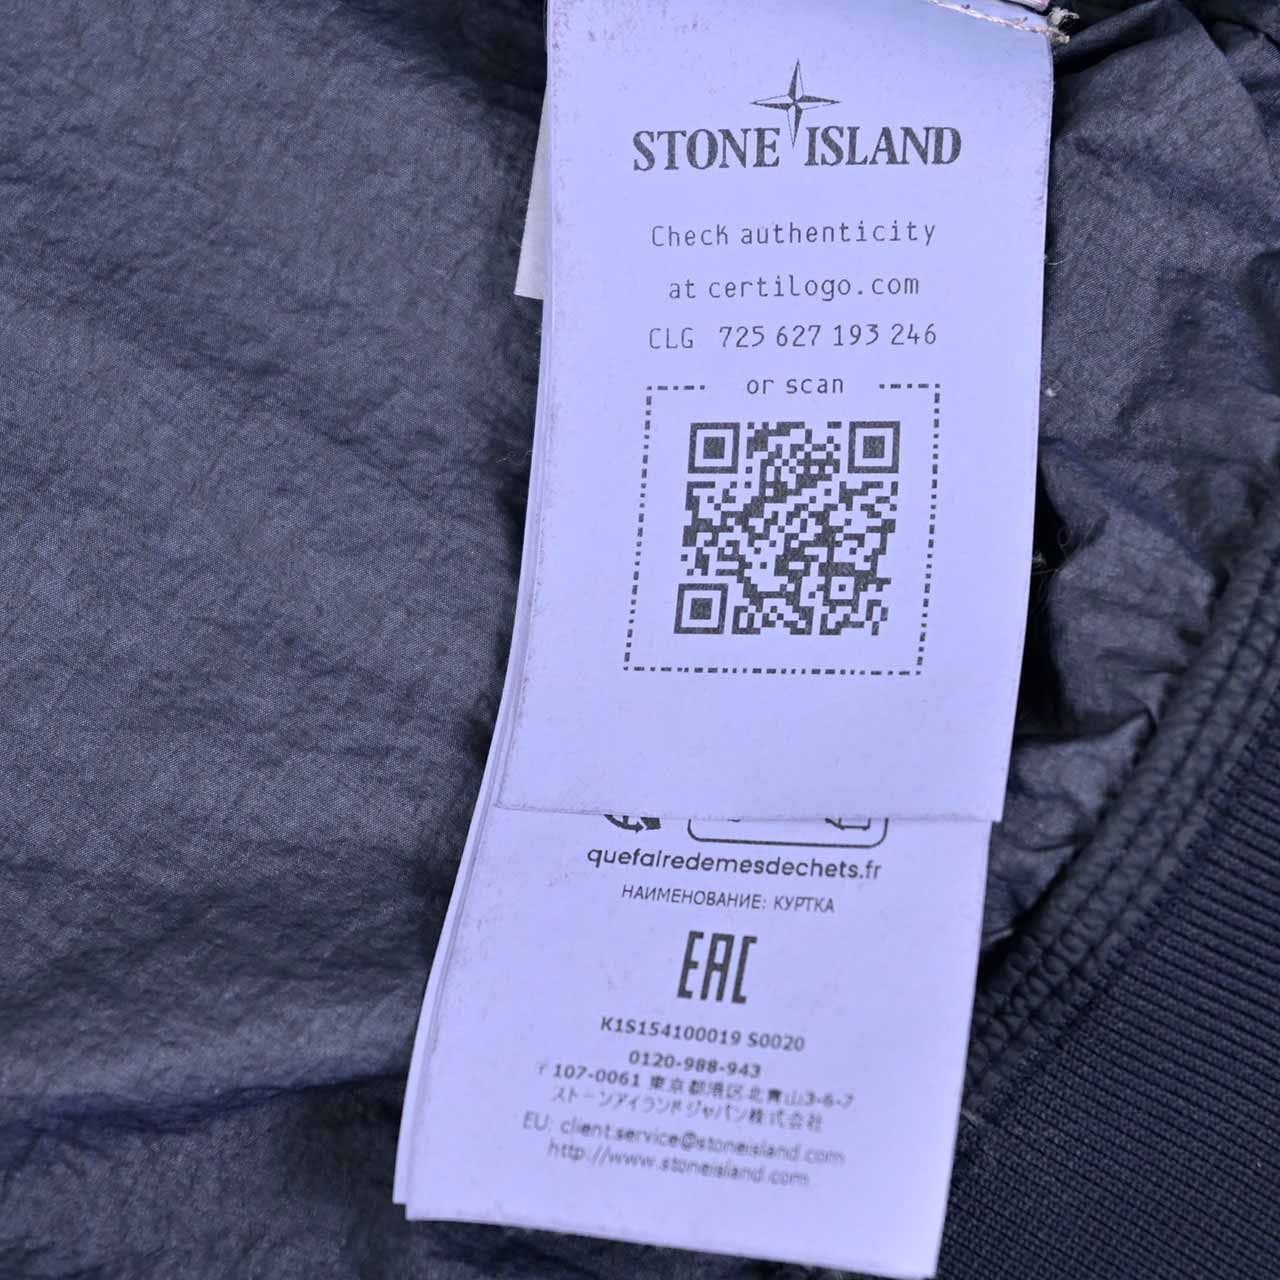 STONE ISLAND
Check authenticity
at certilogo.com
CLG 725 627 193 246
or scan
quefairedemesdechets.fr
НАИМЕНОВАНИЕ: КУРТКА
EAC
K1S154100019 S0020
0120-988-943
〒107-0061 東京都港区北青山3-6-7
ストーンアイランドジャパン株式会社
EU: client.service@stoneisland.com
http://www.stoneisland.com